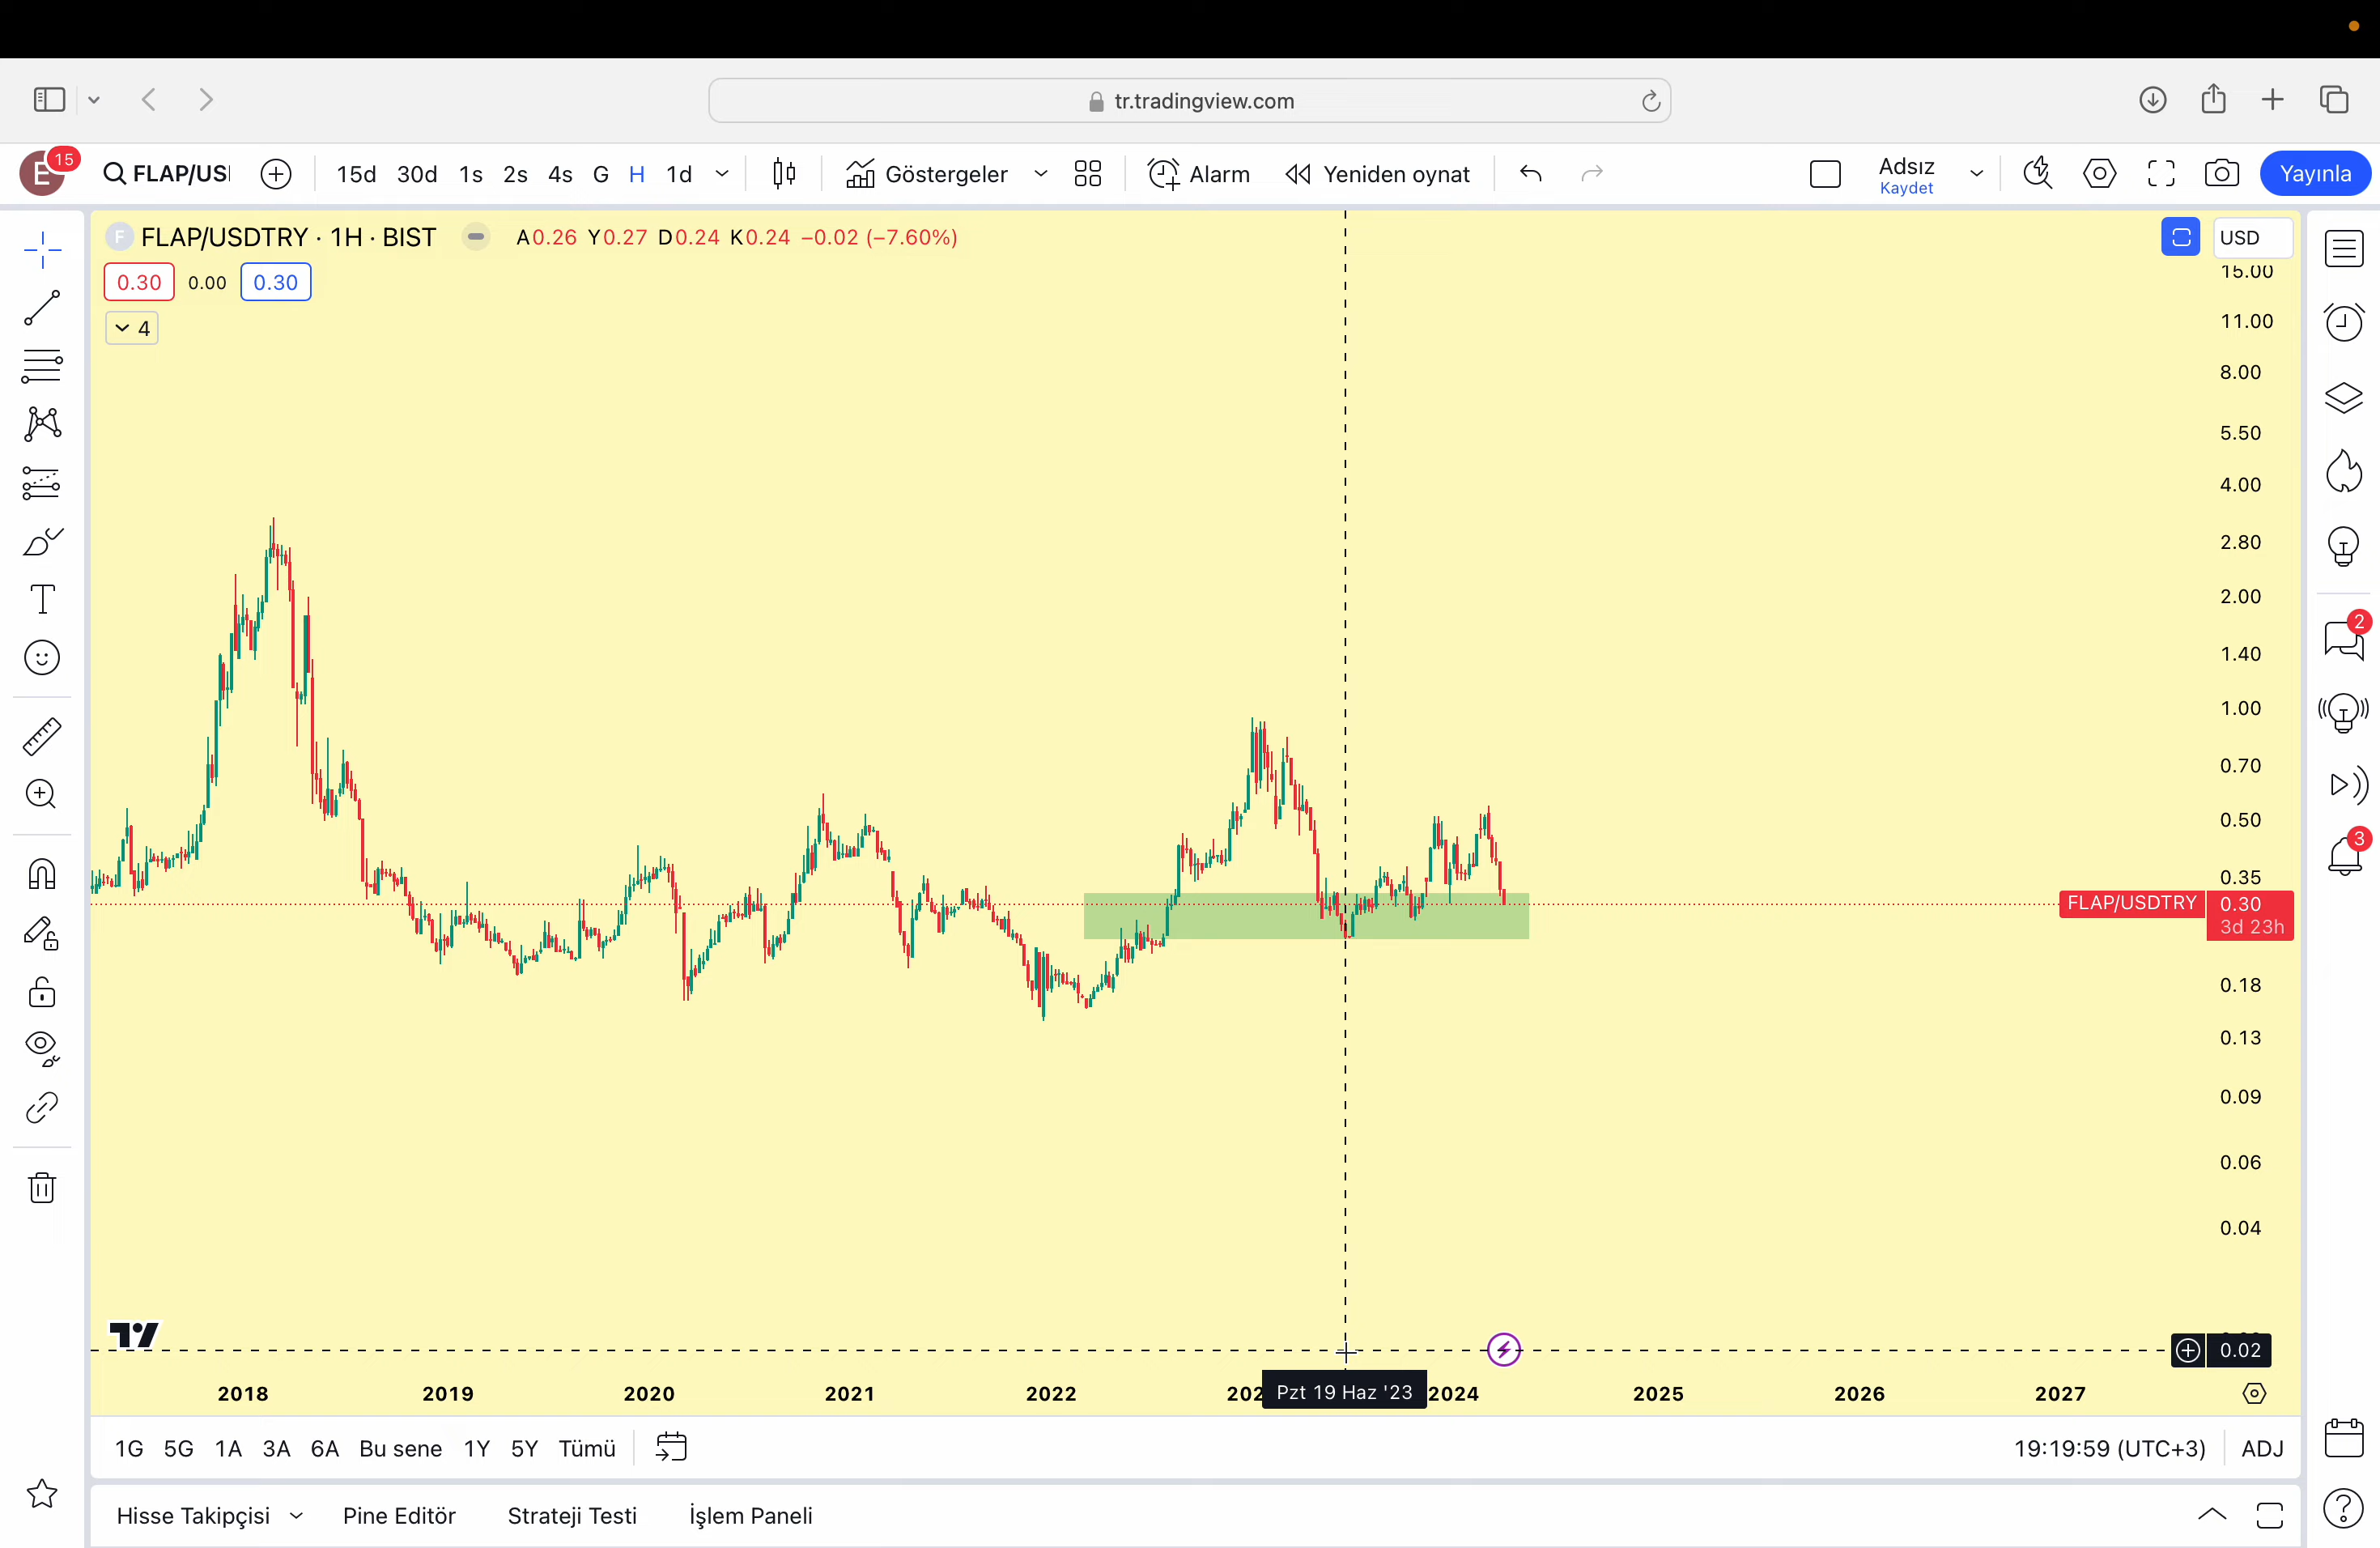 tr.tradingview.com
E 15 FLAP/US 15d 30d 1s 2s 4s G H 1d Göstergeler Alarm Yeniden oynat Adsız Kaydet Yayınla
F FLAP/USDTRY · 1H · BIST A0.26 Y0.27 D0.24 K0.24 −0.02 (−7.60%) USD
0.30 0.00 0.30
4
15.00
11.00
8.00
5.50
4.00
2.80
2.00
1.40
1.00
0.70
0.50
0.35
FLAP/USDTRY 0.30
3d 23h
0.18
0.13
0.09
0.06
0.04
0.02
2
3
T
2018 2019 2020 2021 2022 202 Pzt 19 Haz '23 2024 2025 2026 2027
1G 5G 1A 3A 6A Bu sene 1Y 5Y Tümü 19:19:59 (UTC+3) ADJ
Hisse Takipçisi Pine Editör Strateji Testi İşlem Paneli